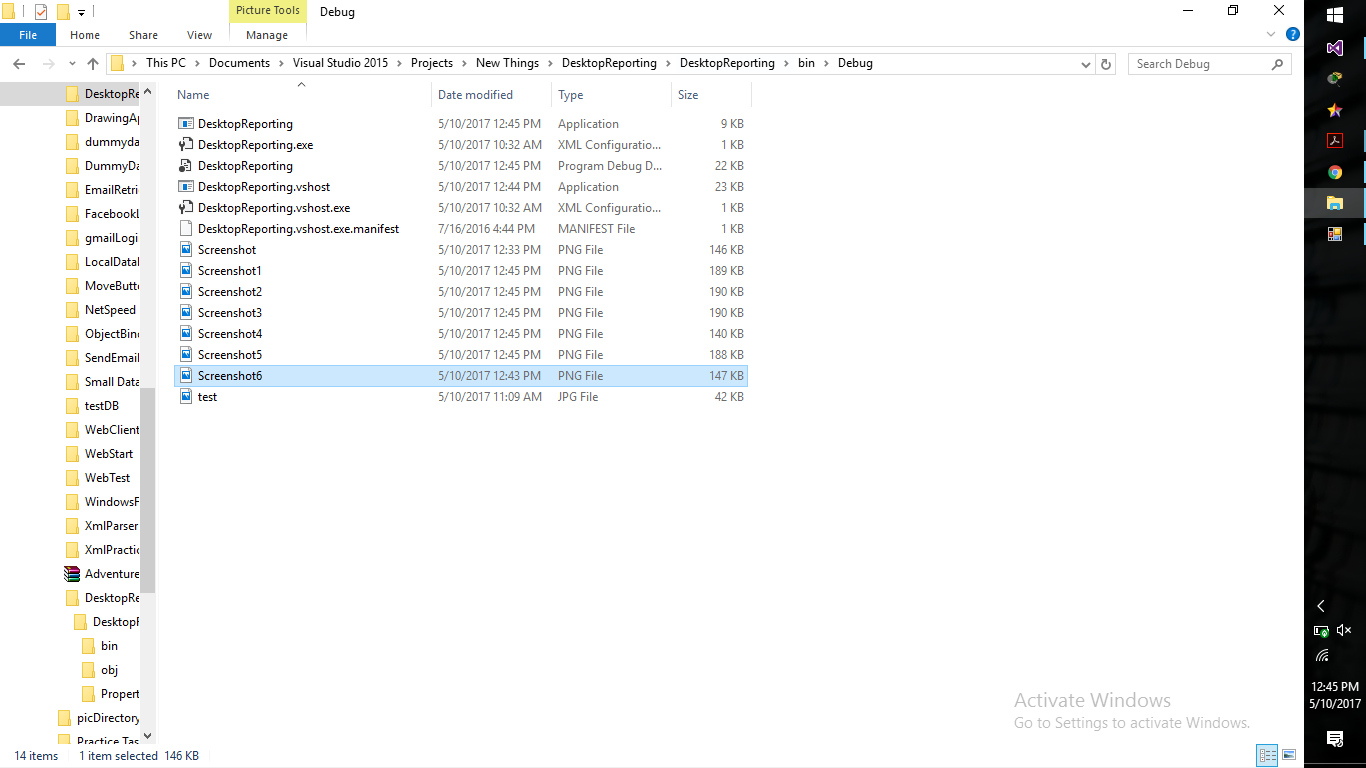 Picture Tools Debug
File Home Share View Manage
This PC Documents Visual Studio 2015 Projects New Things DesktopReporting DesktopReporting bin Debug Search Debug
Name Date modified Type Size
DesktopReporting 5/10/2017 12:45 PM Application 9 KB
DesktopReporting.exe 5/10/2017 10:32 AM XML Configuratio... 1 KB
DesktopReporting 5/10/2017 12:45 PM Program Debug D... 22 KB
DesktopReporting.vshost 5/10/2017 12:44 PM Application 23 KB
DesktopReporting.vshost.exe 5/10/2017 10:32 AM XML Configuratio... 1 KB
DesktopReporting.vshost.exe.manifest 7/16/2016 4:44 PM MANIFEST File 1 KB
Screenshot 5/10/2017 12:33 PM PNG File 146 KB
Screenshot1 5/10/2017 12:45 PM PNG File 189 KB
Screenshot2 5/10/2017 12:45 PM PNG File 190 KB
Screenshot3 5/10/2017 12:45 PM PNG File 190 KB
Screenshot4 5/10/2017 12:45 PM PNG File 140 KB
Screenshot5 5/10/2017 12:45 PM PNG File 188 KB
Screenshot6 5/10/2017 12:43 PM PNG File 147 KB
test 5/10/2017 11:09 AM JPG File 42 KB
DesktopRe
DrawingAp
dummyda
DummyDa
EmailRetri
FacebookL
gmailLogi
LocalDatal
MoveButt
NetSpeed
ObjectBin
SendEmail
Small Data
testDB
WebClient
WebStart
WebTest
WindowsF
XmlParser
XmlPractic
Adventure
DesktopRe
DesktopR
bin
obj
Propert
picDirectory
Practice Tas
Activate Windows
Go to Settings to activate Windows.
14 items 1 item selected 146 KB
12:45 PM
5/10/2017